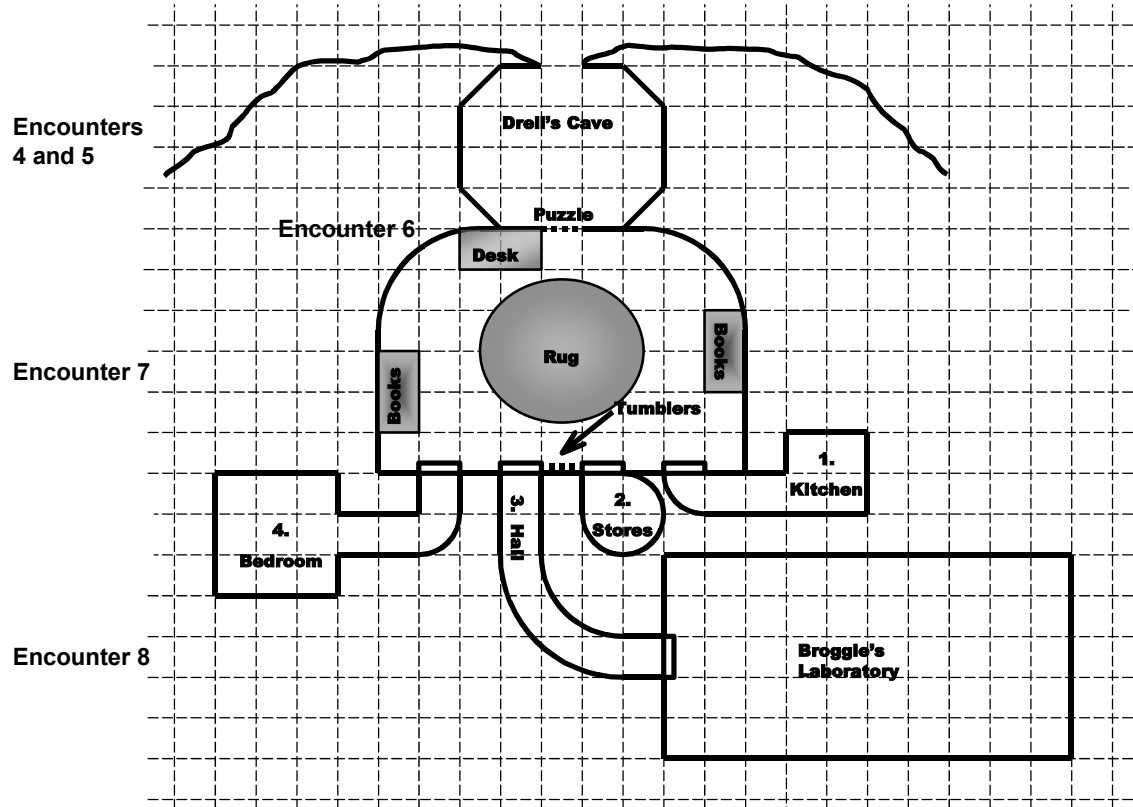 Drell's Cave
Encounters
4 and 5
Puzzle
Encounter 6
Desk
Books
Rug
Encounter 7
Books
Tumblers
1.
Kitchen
2.
Stores
3. Hall
4.
Bedroom
Encounter 8
Broggle's
Laboratory